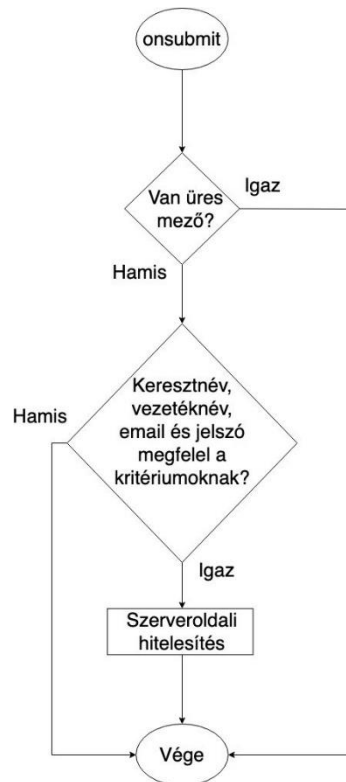 onsubmit
Van üres
mező?
Igaz
Hamis
Keresztnév,
vezetéknév,
email és jelszó
megfelel a
kritériumoknak?
Hamis
Igaz
Szerveroldali
hitelesítés
Vége